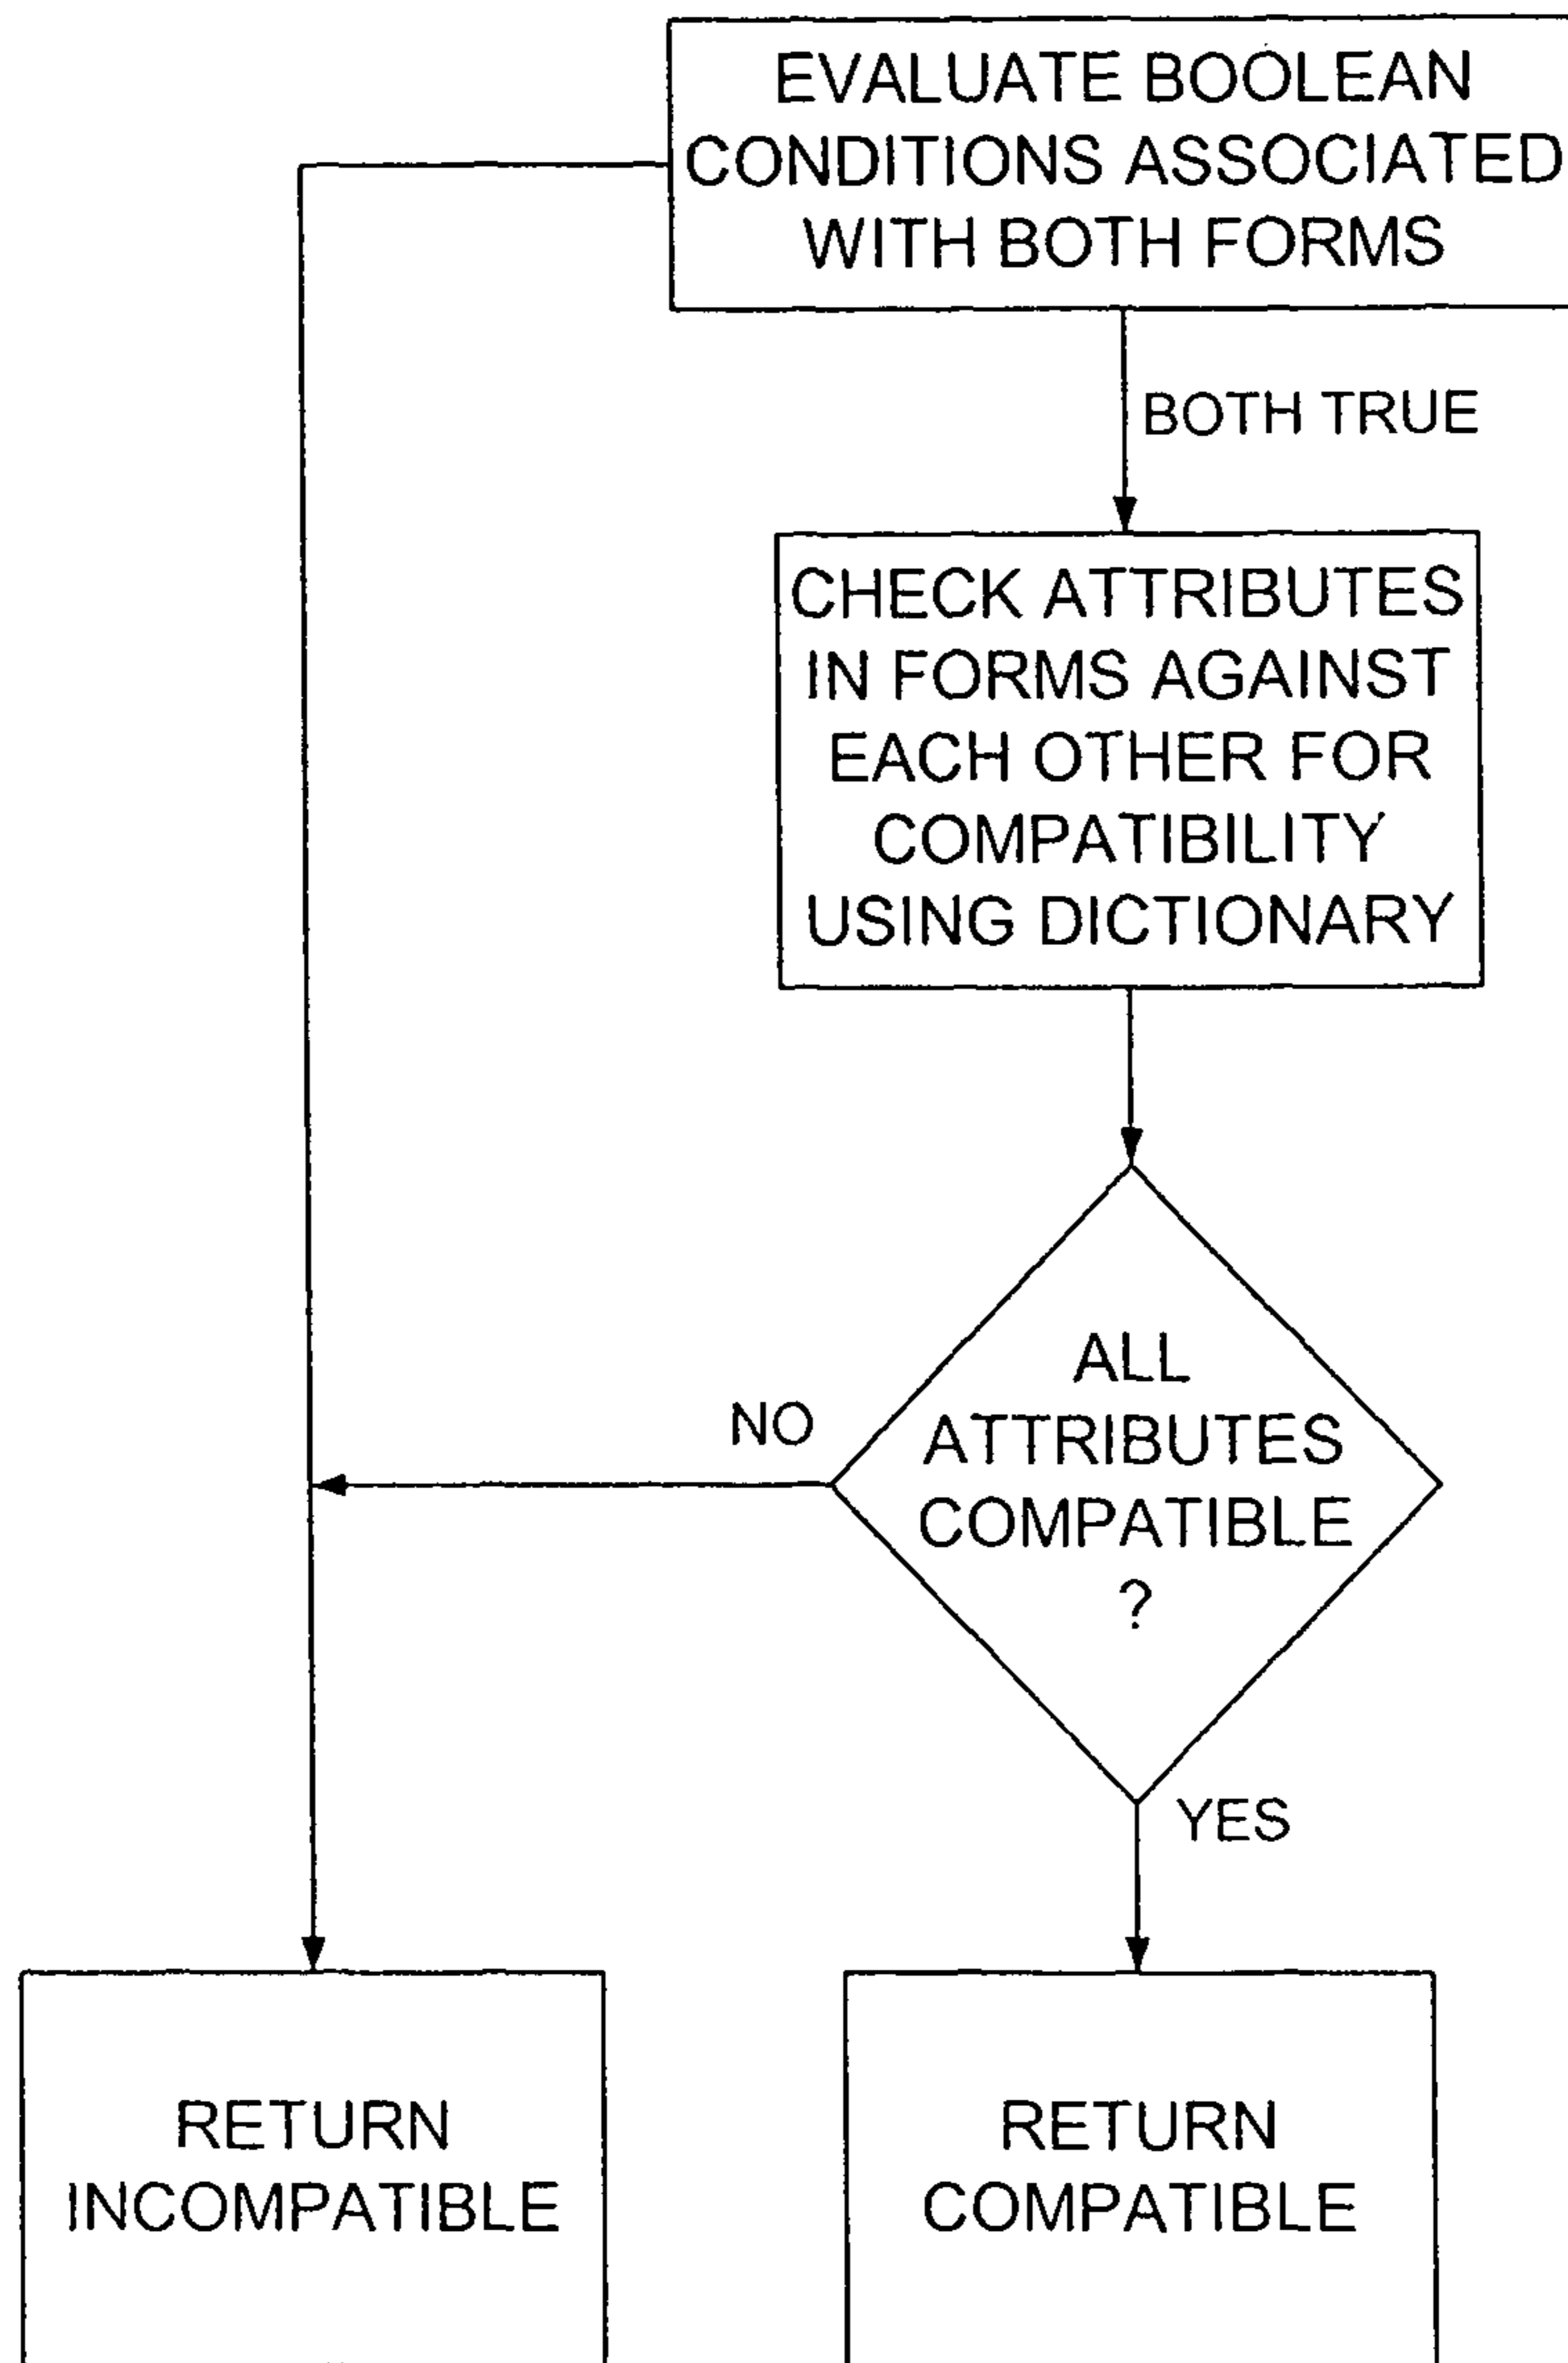 EVALUATE BOOLEAN
CONDITIONS ASSOCIATED
WITH BOTH FORMS
BOTH TRUE
CHECK ATTRIBUTES
IN FORMS AGAINST
EACH OTHER FOR
COMPATIBILITY
USING DICTIONARY
ALL
ATTRIBUTES
COMPATIBLE
?
NO
YES
RETURN
INCOMPATIBLE
RETURN
COMPATIBLE